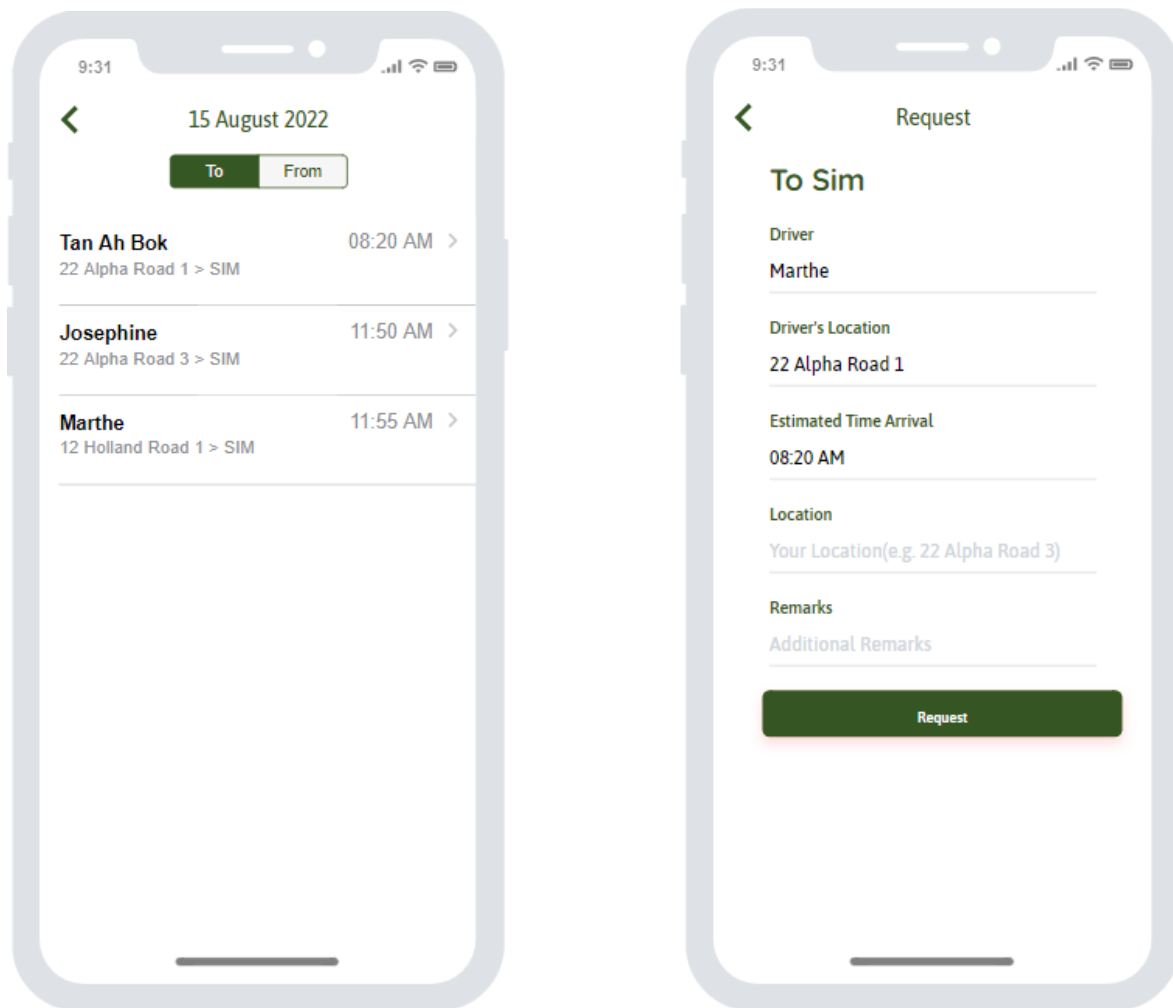 9:31
15 August 2022
To From
Tan Ah Bok 08:20 AM
22 Alpha Road 1 > SIM
Josephine 11:50 AM
22 Alpha Road 3 > SIM
Marthe 11:55 AM
12 Holland Road 1 > SIM
9:31
Request
To Sim
Driver
Marthe
Driver's Location
22 Alpha Road 1
Estimated Time Arrival
08:20 AM
Location
Your Location(e.g. 22 Alpha Road 3)
Remarks
Additional Remarks
Request